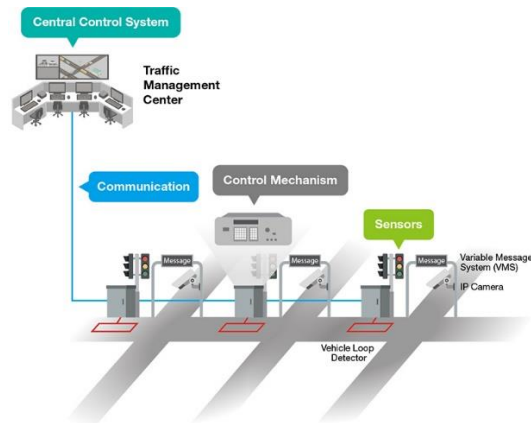 Central Control System
Traffic
Management
Center
Communication
Control Mechanism
Sensors
Message
Message
Message
Variable Message
System (VMS)
IP Camera
Vehicle Loop
Detector